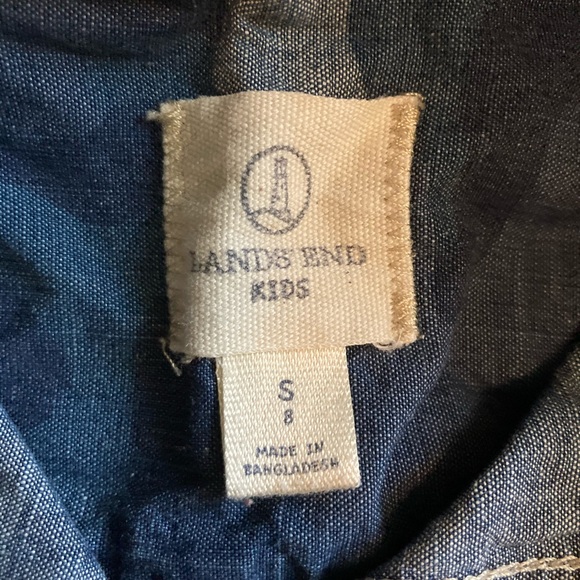 LANDS' END
KIDS
S
8
MADE IN
BANGLADESH